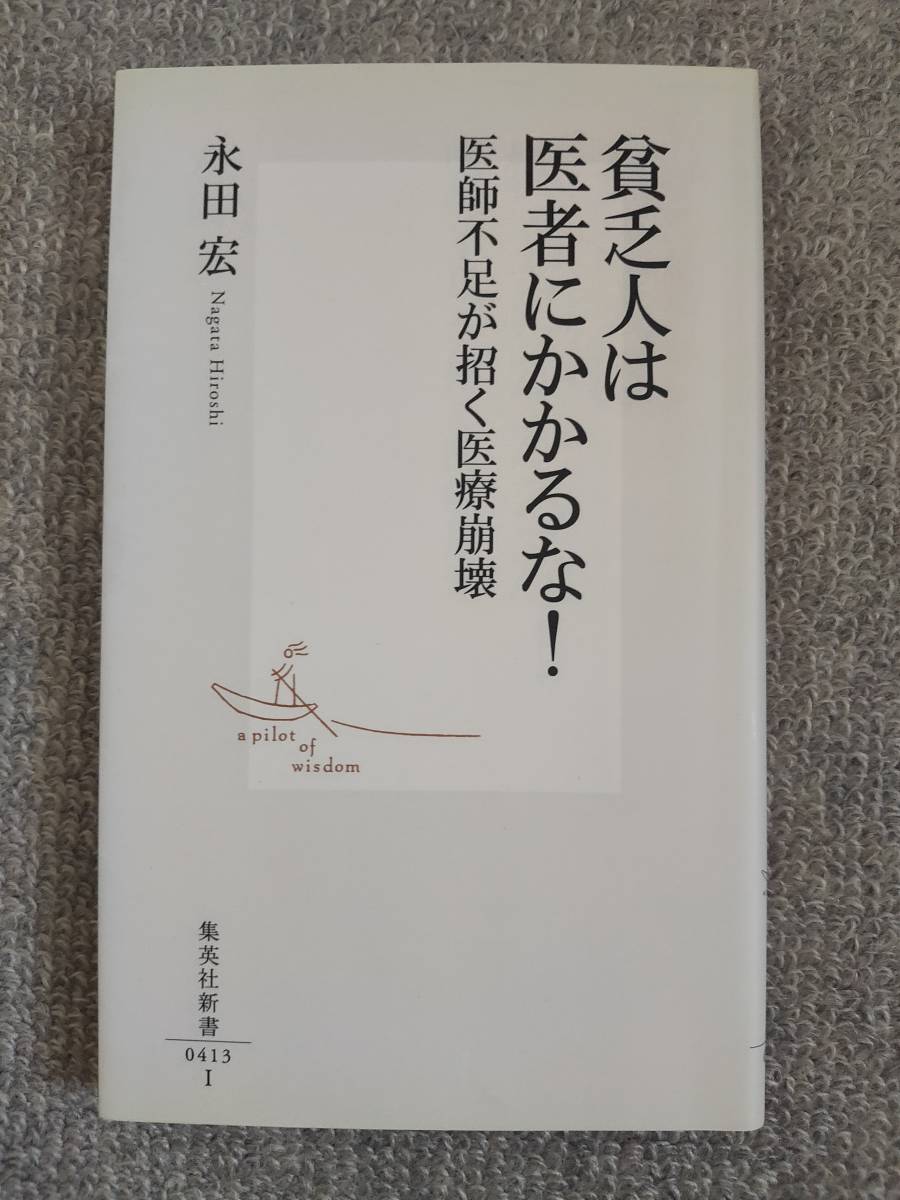 貧乏人は
医者にかかるな!
医師不足が招く医療崩壊
永田 宏
Nagata Hiroshi
a pilot
of
wisdom
集英社新書
0413
I